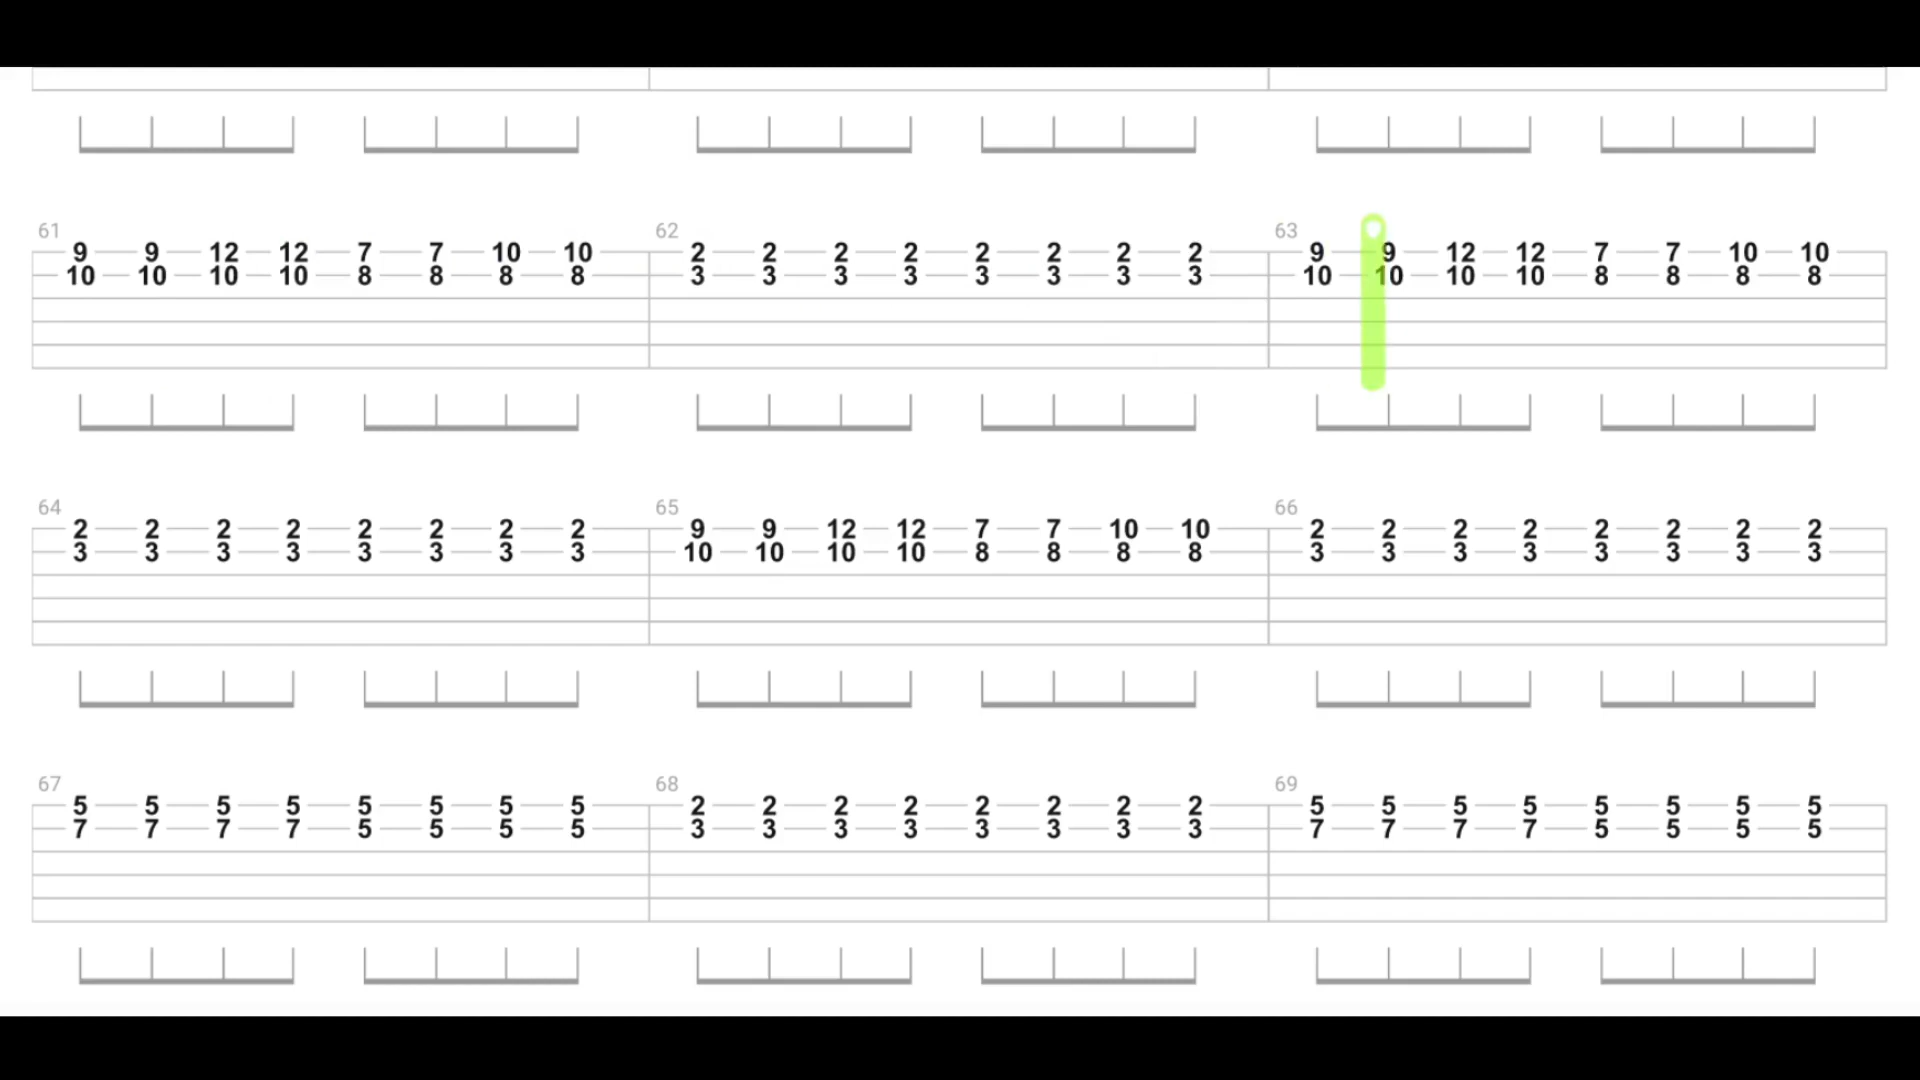 61 62 63
9 9 12 12 7 7 10 10 2 2 2 2 2 2 2 2 9 9 12 12 7 7 10 10
10 10 10 10 8 8 8 8 3 3 3 3 3 3 3 3 10 10 10 10 8 8 8 8
64 65 66
2 2 2 2 2 2 2 2 9 9 12 12 7 7 10 10 2 2 2 2 2 2 2 2
3 3 3 3 3 3 3 3 10 10 10 10 8 8 8 8 3 3 3 3 3 3 3 3
67 68 69
5 5 5 5 5 5 5 5 2 2 2 2 2 2 2 2 5 5 5 5 5 5 5 5
7 7 7 7 5 5 5 5 3 3 3 3 3 3 3 3 7 7 7 7 5 5 5 5